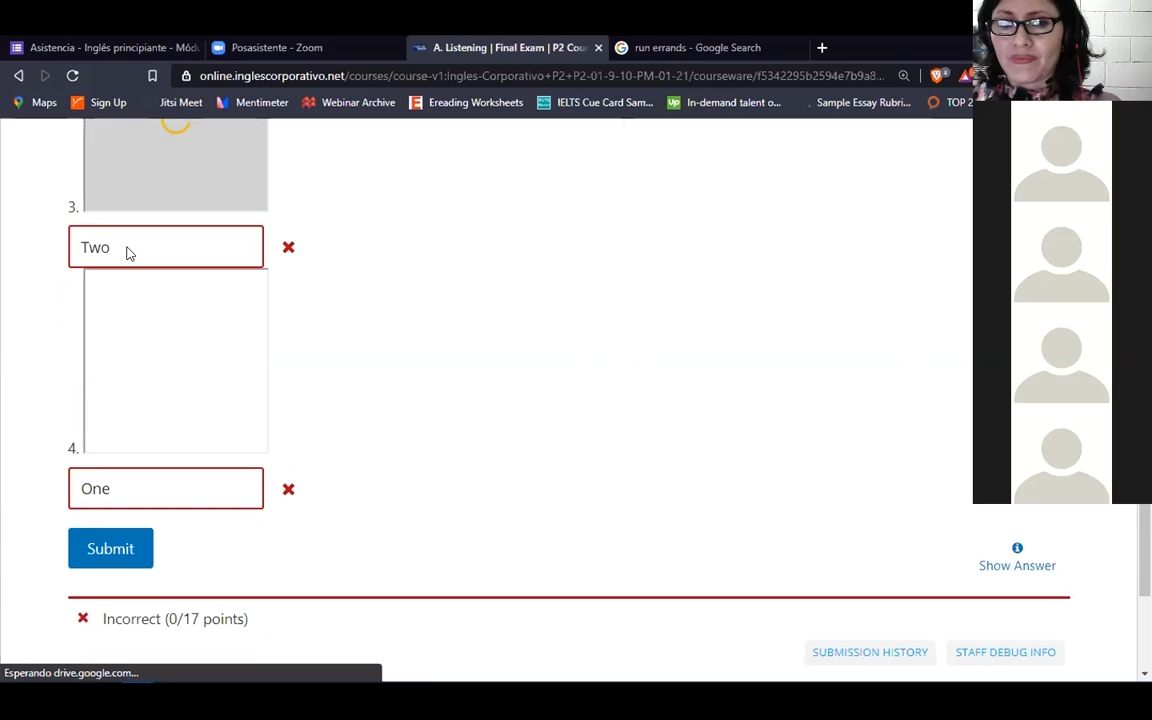 Asistencia - Inglés principiante - Módu
Posasistente - Zoom
A. Listening | Final Exam | P2 Cou
run errands - Google Search
online.inglescorporativo.net/courses/course-v1:Ingles-Corporativo+P2+P2-01-9-10-PM-01-21/courseware/f5342295b2594e7b9a8...
Maps
Sign Up
Jitsi Meet
Mentimeter
Webinar Archive
Ereading Worksheets
IELTS Cue Card Sam...
Up
In-demand talent o...
Sample Essay Rubri...
TOP 2
3.
Two
4.
One
Submit
Show Answer
Incorrect (0/17 points)
SUBMISSION HISTORY
STAFF DEBUG INFO
Esperando drive.google.com...